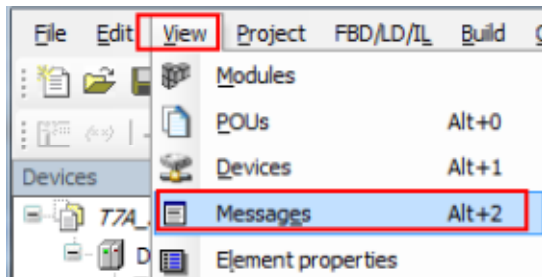 File Edit View Project FBD/LD/IL Build
Modules
POUs Alt+0
Devices Alt+1
Devices
Messages Alt+2
T7A_
D
Element properties